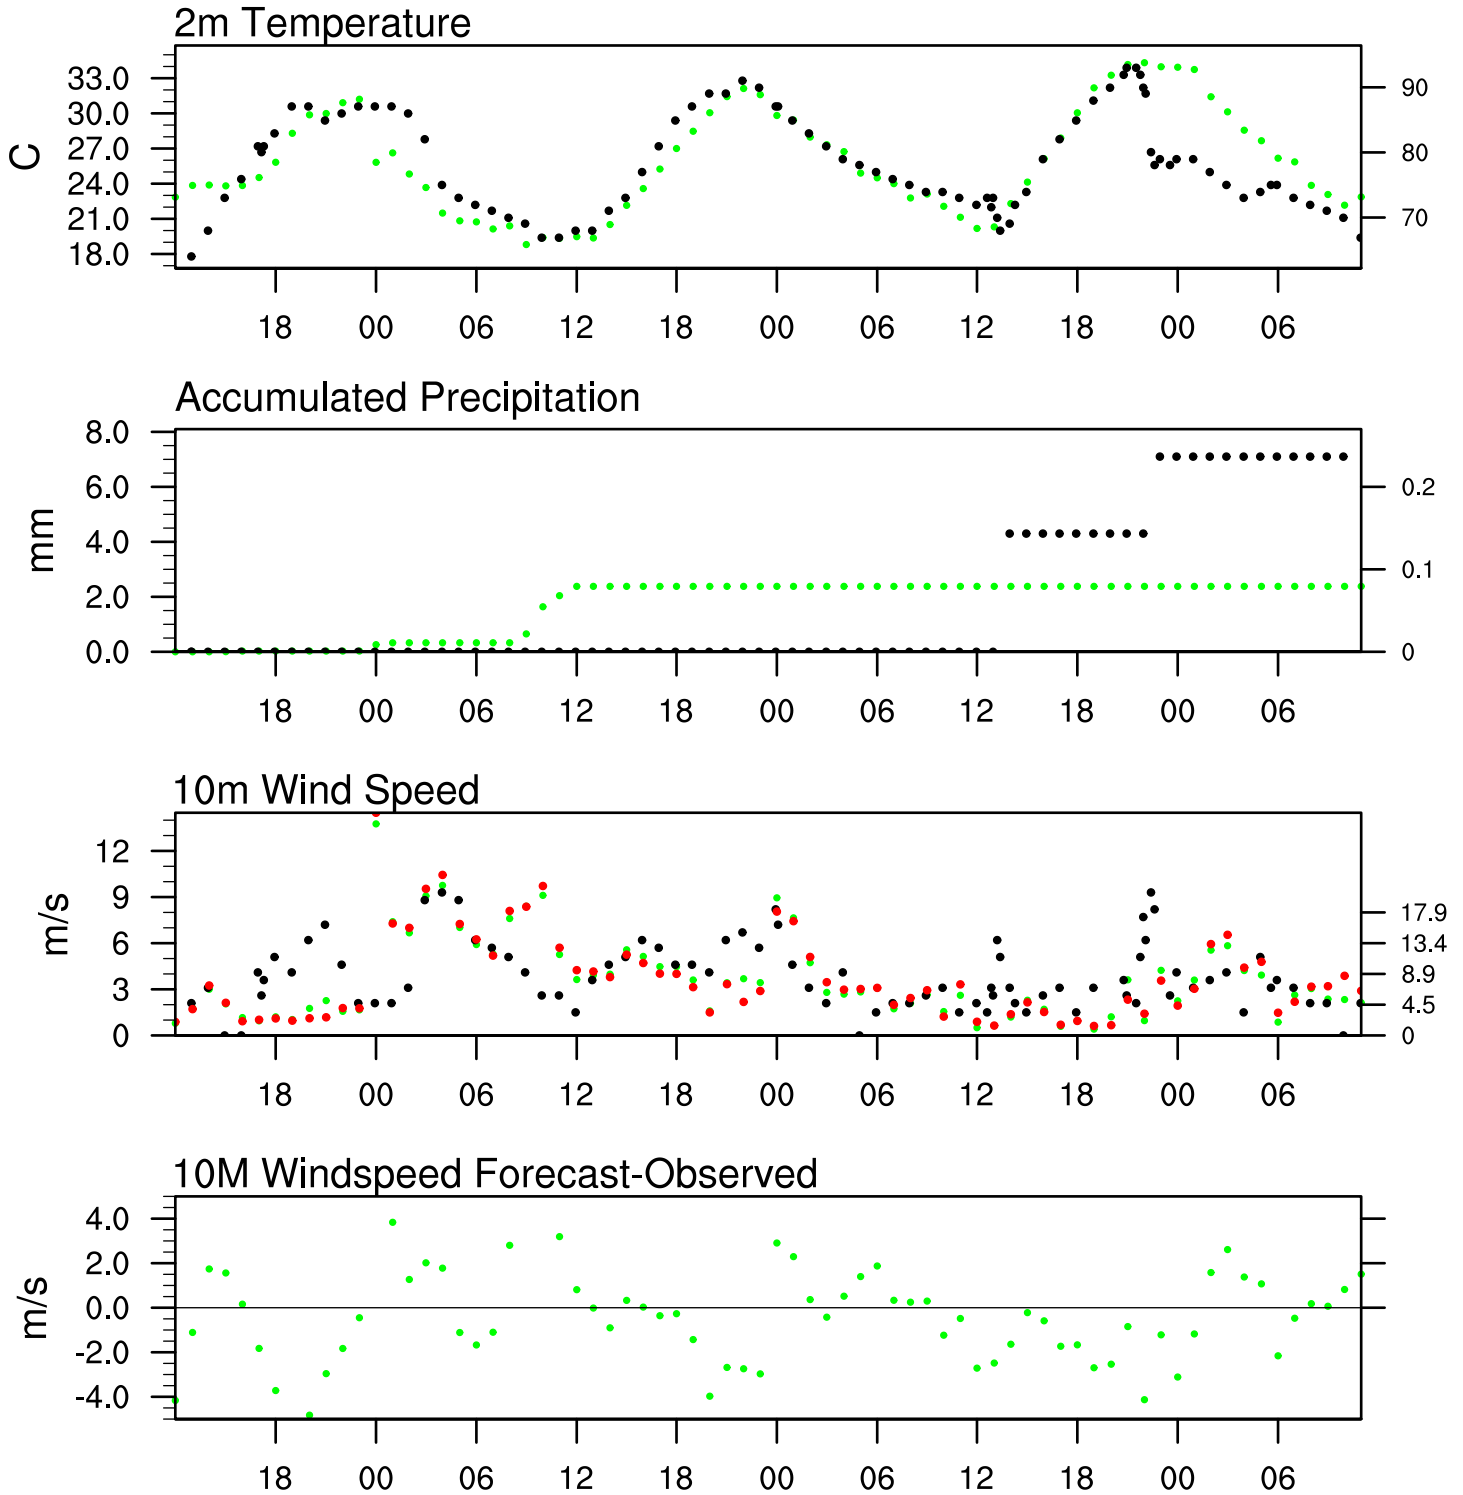 2m Temperature
C
33.0
30.0
27.0
24.0
21.0
18.0
90
80
70
18 00 06 12 18 00 06 12 18 00 06
Accumulated Precipitation
mm
8.0
6.0
4.0
2.0
0.0
0.2
0.1
0
18 00 06 12 18 00 06 12 18 00 06
10m Wind Speed
m/s
12
9
6
3
0
17.9
13.4
8.9
4.5
0
18 00 06 12 18 00 06 12 18 00 06
10M Windspeed Forecast-Observed
m/s
4.0
2.0
0.0
-2.0
-4.0
18 00 06 12 18 00 06 12 18 00 06